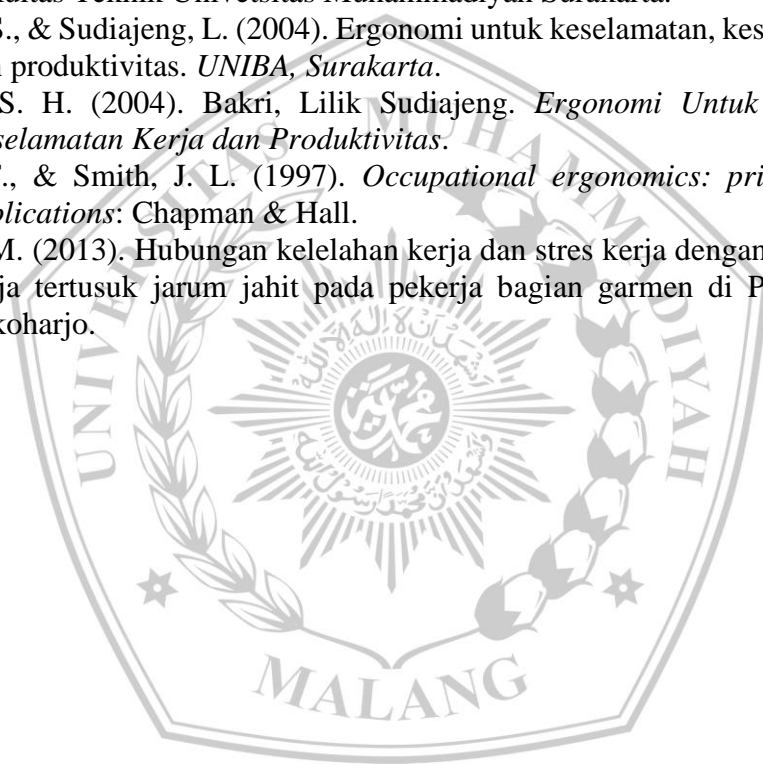 Univetsitas Muhammadiyah Surakarta.
S., & Sudiajeng, L. (2004). Ergonomi untuk keselamatan, kes
produktivitas. UNIBA, Surakarta.
S. H. (2004). Bakri, Lilik Sudiajeng. Ergonomi Untuk
selamatan Kerja dan Produktivitas.
., & Smith, J. L. (1997). Occupational ergonomics: pri
plications: Chapman & Hall.
M. (2013). Hubungan kelelahan kerja dan stres kerja dengan
ja tertusuk jarum jahit pada pekerja bagian garmen di P
koharjo.
UNIVERSITAS MUHAMMADIYAH
MALANG